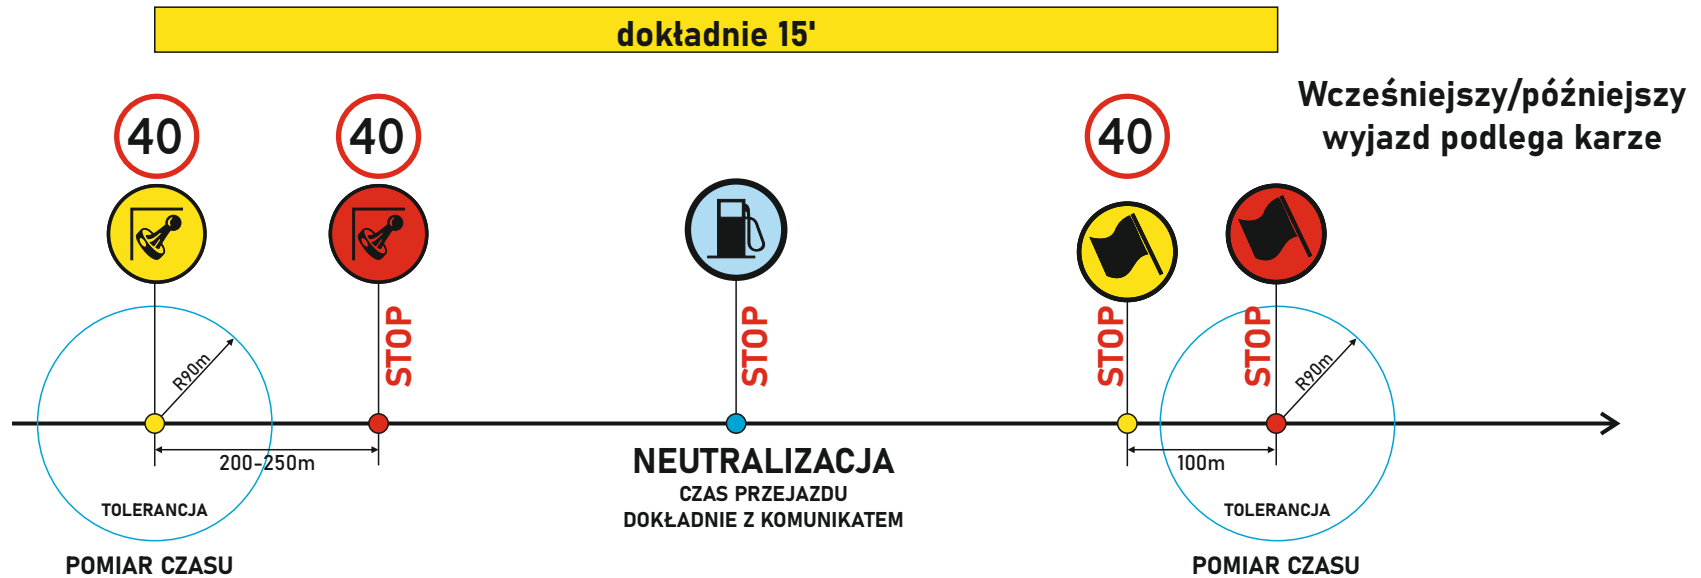 dokładnie 15'
Wcześniejszy/późniejszy
wyjazd podlega karze
40
40
40
STOP
STOP
STOP
STOP
R90m
R90m
200-250m
100m
NEUTRALIZACJA
CZAS PRZEJAZDU
DOKŁADNIE Z KOMUNIKATEM
TOLERANCJA
TOLERANCJA
POMIAR CZASU
POMIAR CZASU